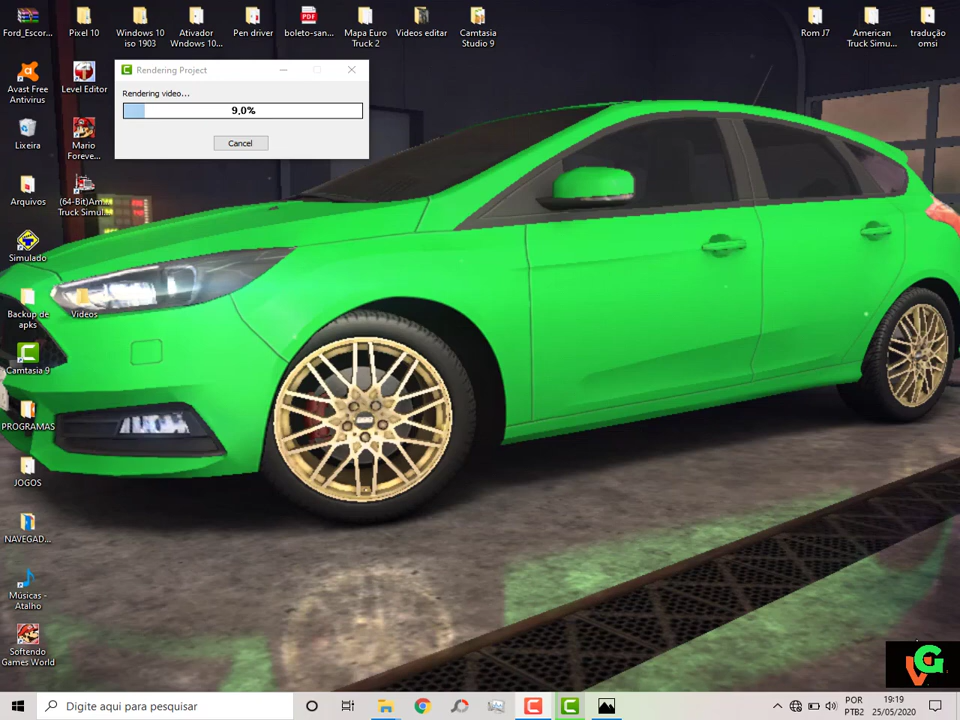 Ford_Escor...
Pixel 10
Windows 10
iso 1903
Ativador
Wndows 10...
Pen driver
PDF
boleto-san...
Mapa Euro
Truck 2
Videos editar
Camtasia
Studio 9
Rom J7
American
Truck Simu...
tradução
omsi
Avast Free
Antivirus
Level Editor
Rendering Project
Rendering video...
9,0%
Cancel
Lixeira
Mario
Foreve...
Arquivos
(64-Bit)Am...
Truck Simul...
Simulado
Backup de
apks
Videos
Camtasia 9
PROGRAMAS
JOGOS
NAVEGAD...
Músicas -
Atalho
Softendo
Games World
VG
Digite aqui para pesquisar
POR
PTB2
19:19
25/05/2020